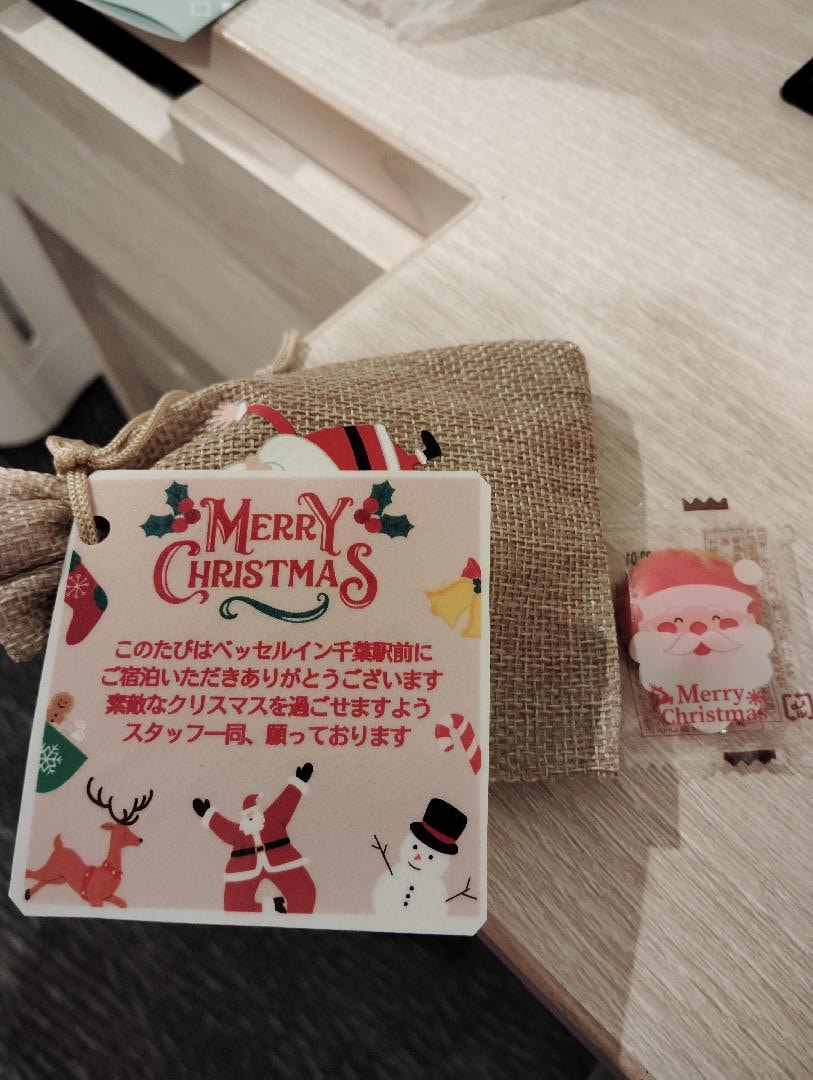 MERRY
CHRISTMAS
このたびはベッセルイン千葉駅前に
ご宿泊いただきありがとうございます
素敵なクリスマスを過ごせますよう
スタッフ一同、願っております
Merry
Christmas